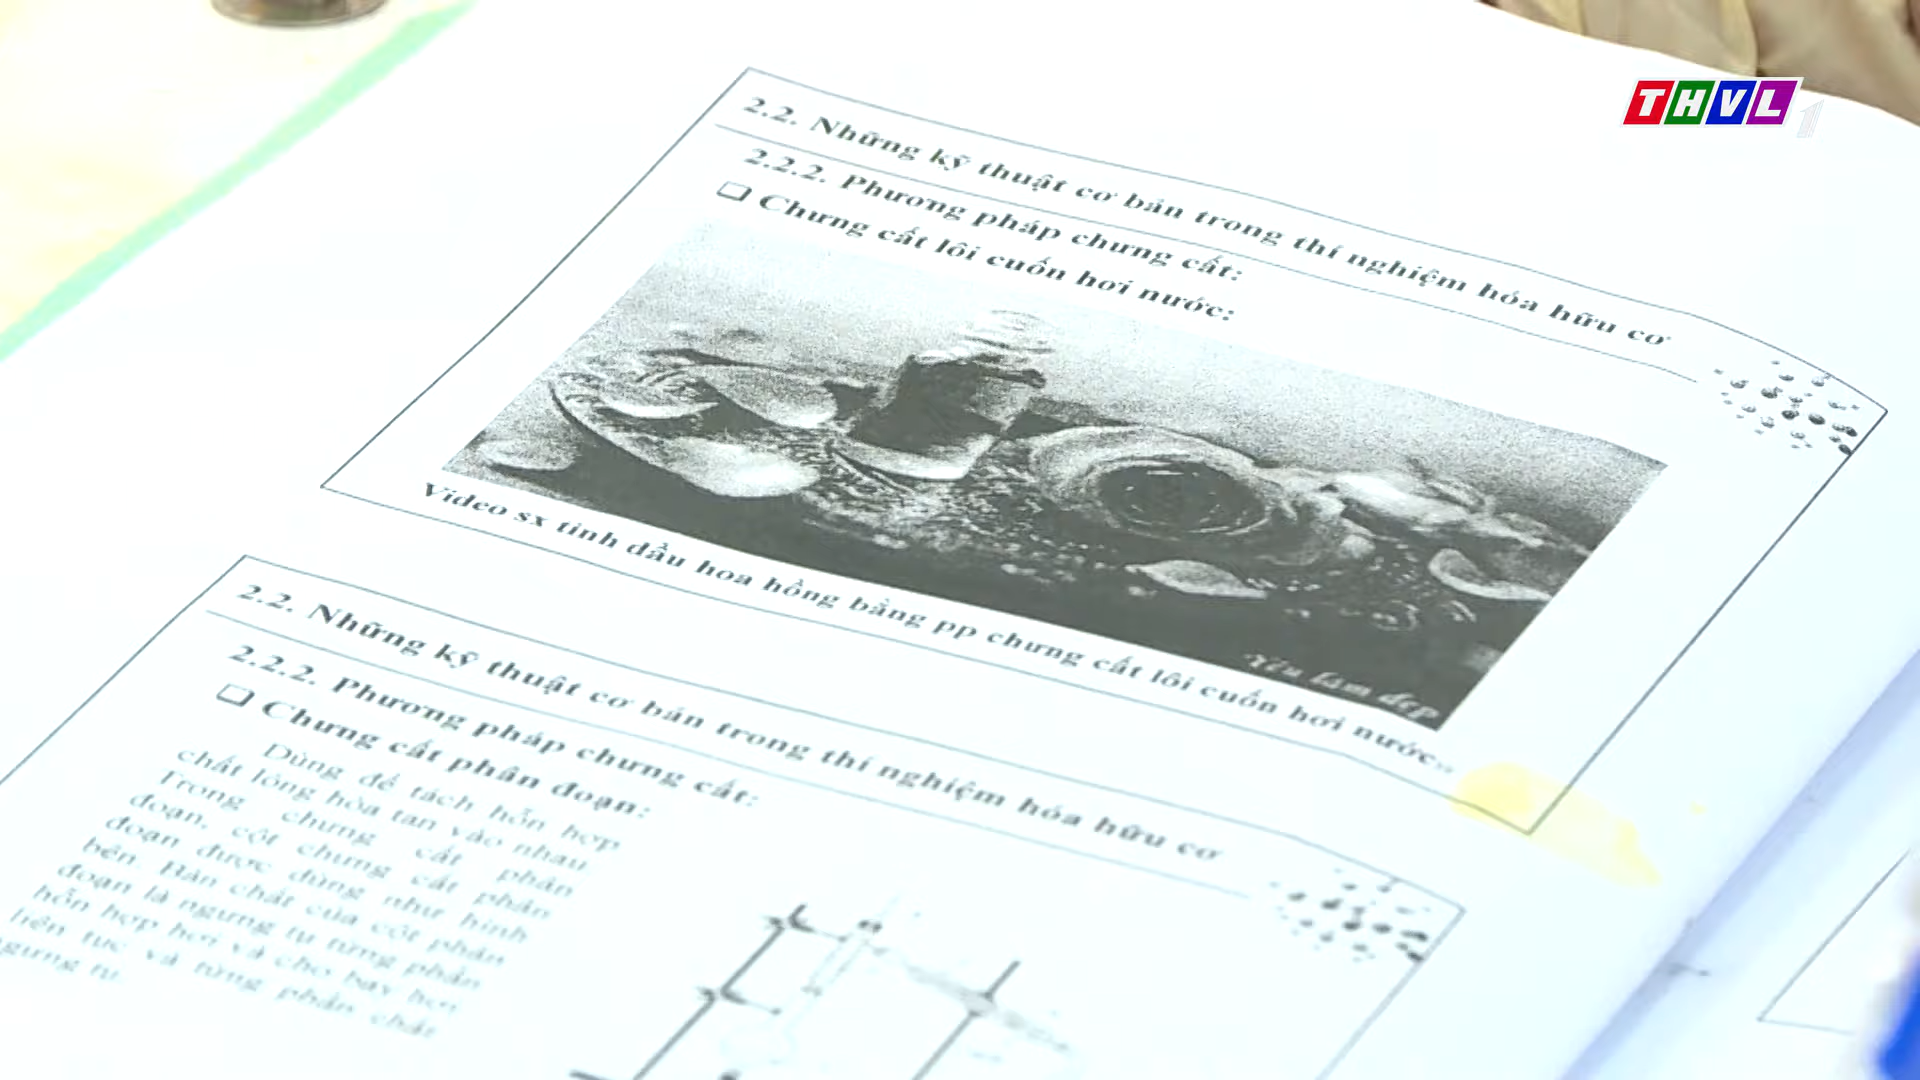 THVL 1
2.2. Những kỹ thuật cơ bản trong thí nghiệm hóa hữu cơ
2.2.2. Phương pháp chưng cất:
❑ Chưng cất lôi cuốn hơi nước:
Yêu làm đẹp
Video sx tinh dầu hoa hồng bằng pp chưng cất lôi cuốn hơi nước..
2.2. Những kỹ thuật cơ bản trong thí nghiệm hóa hữu cơ
2.2.2. Phương pháp chưng cất:
❑ Chưng cất phân đoạn:
Dùng để tách hỗn hợp
chất lỏng hòa tan vào nhau
Trong chưng cất phân
đoạn, cột chưng cất phân
đoạn được dùng như hình
bên. Bản chất của cột phân
đoạn là ngưng tụ từng phần
hỗn hợp hơi và cho bay hơi
liên tục và từng phần chất
ngưng tụ.